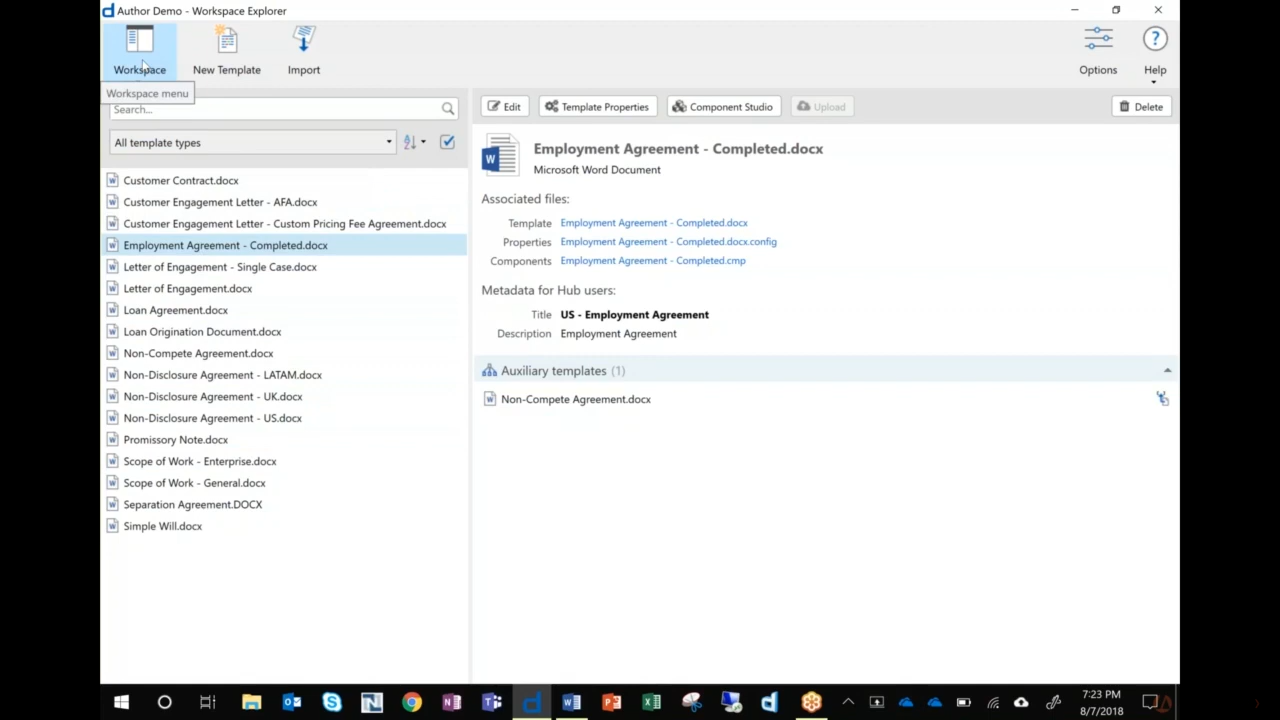 Author Demo - Workspace Explorer
Workspace
New Template
Import
Options
Help
Workspace menu
Search...
All template types
Customer Contract.docx
Customer Engagement Letter - AFA.docx
Customer Engagement Letter - Custom Pricing Fee Agreement.docx
Employment Agreement - Completed.docx
Letter of Engagement - Single Case.docx
Letter of Engagement.docx
Loan Agreement.docx
Loan Origination Document.docx
Non-Compete Agreement.docx
Non-Disclosure Agreement - LATAM.docx
Non-Disclosure Agreement - UK.docx
Non-Disclosure Agreement - US.docx
Promissory Note.docx
Scope of Work - Enterprise.docx
Scope of Work - General.docx
Separation Agreement.DOCX
Simple Will.docx
Edit
Template Properties
Component Studio
Upload
Delete
Employment Agreement - Completed.docx
Microsoft Word Document
Associated files:
Template Employment Agreement - Completed.docx
Properties Employment Agreement - Completed.docx.config
Components Employment Agreement - Completed.cmp
Metadata for Hub users:
Title US - Employment Agreement
Description Employment Agreement
Auxiliary templates (1)
Non-Compete Agreement.docx
7:23 PM
8/7/2018